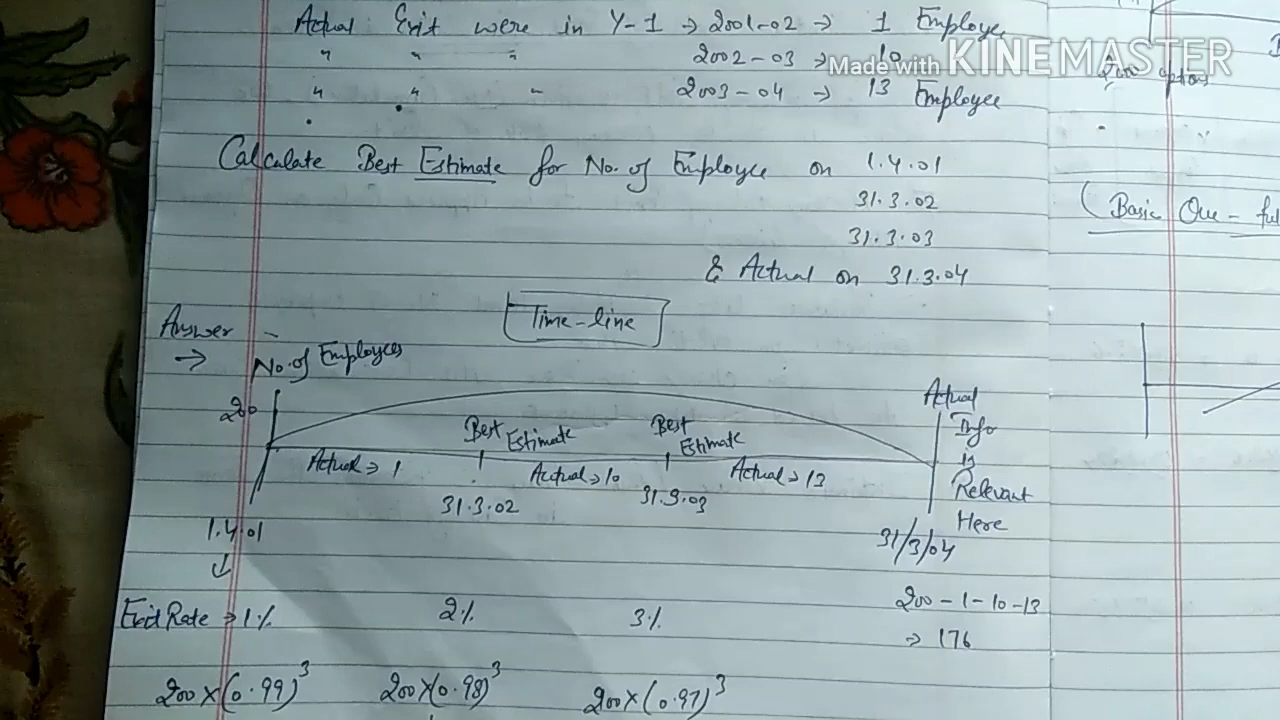 Actual Exit were in Y-1 → 2001-02 → 1 Employee
" " " 2002-03 → 10
Made with KINEMASTER
" " " 2003-04 → 13 Employee
Calculate Best Estimate for No. of Employee on 1.4.01
31.3.02
31.3.03
& Actual on 31.3.04
(Basic Que-
Answer - Time-line
→ No. of Employees
200
Actual
Best Estimate Best Estimate Info
is
Actual → 1 Actual → 10 Actual → 13 Relevant
31.3.02 31.3.03 Here
1.4.01 31/3/04
↓
Exit Rate → 1% 2% 3% 200-1-10-13
→ 176
200×(0.99)³ 200×(0.98)³ 200×(0.97)³